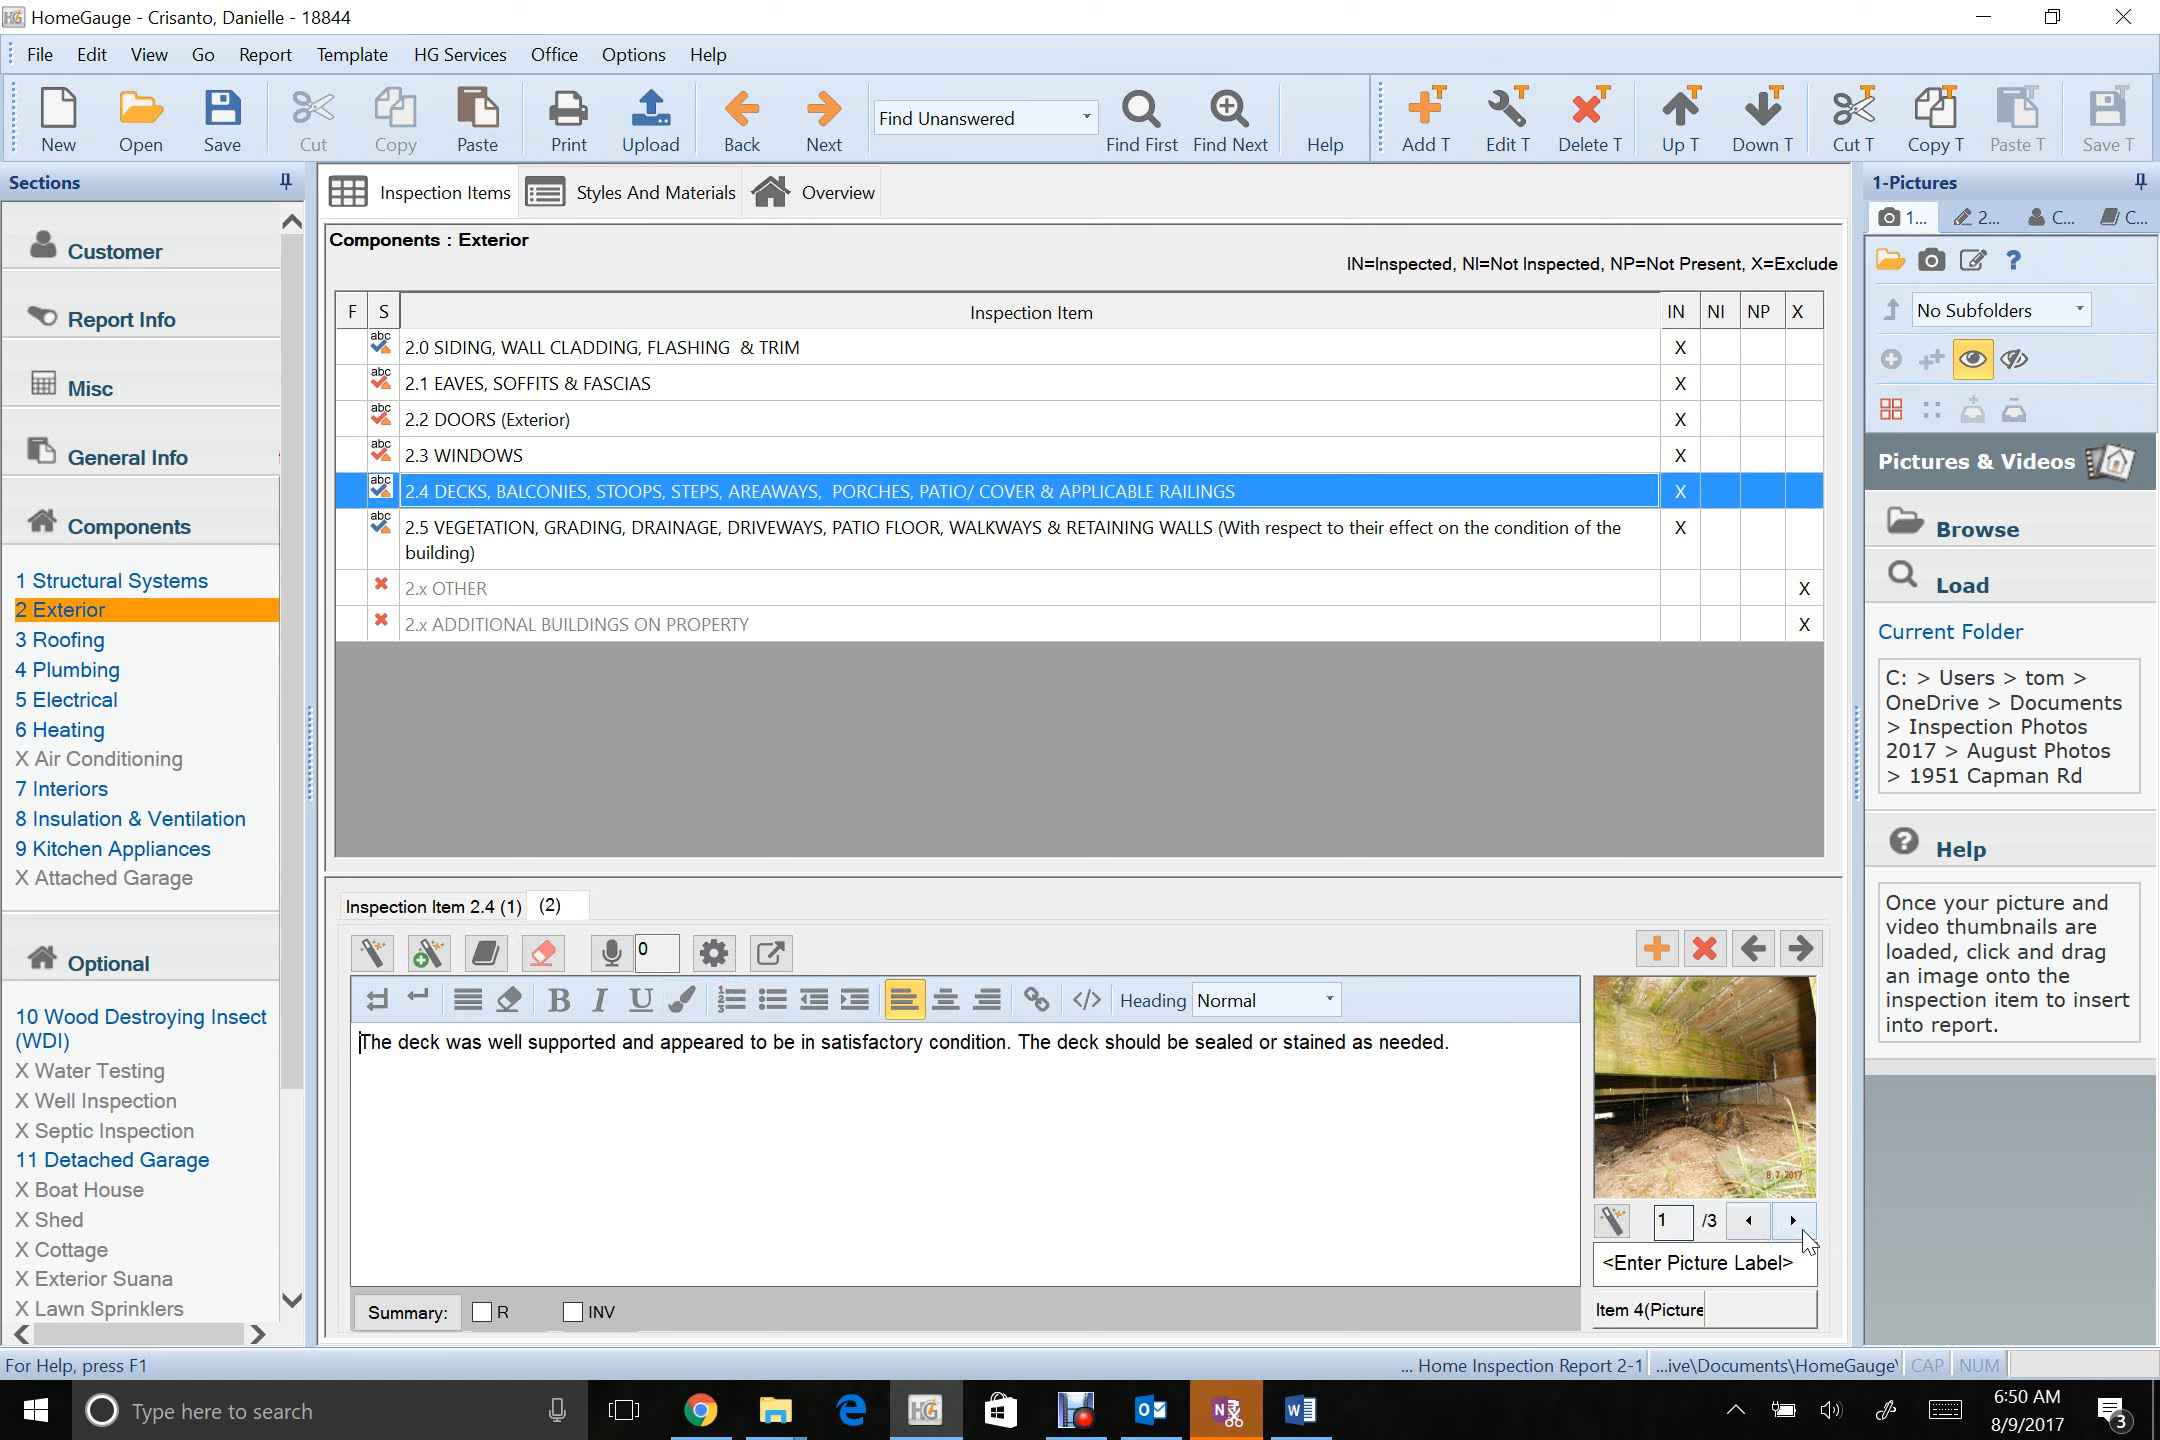 HomeGauge - Crisanto, Danielle - 18844
File Edit View Go Report Template HG Services Office Options Help
New Open Save Cut Copy Paste Print Upload Back Next Find Unanswered Find First Find Next Help Add T Edit T Delete T Up T Down T Cut T Copy T Paste T Save T
Sections
Customer
Report Info
Misc
General Info
Components
1 Structural Systems
2 Exterior
3 Roofing
4 Plumbing
5 Electrical
6 Heating
X Air Conditioning
7 Interiors
8 Insulation & Ventilation
9 Kitchen Appliances
X Attached Garage
Optional
10 Wood Destroying Insect
(WDI)
X Water Testing
X Well Inspection
X Septic Inspection
11 Detached Garage
X Boat House
X Shed
X Cottage
X Exterior Suana
X Lawn Sprinklers
Inspection Items Styles And Materials Overview
Components : Exterior
IN=Inspected, NI=Not Inspected, NP=Not Present, X=Exclude
F S Inspection Item IN NI NP X
abc 2.0 SIDING, WALL CLADDING, FLASHING & TRIM X
abc 2.1 EAVES, SOFFITS & FASCIAS X
abc 2.2 DOORS (Exterior) X
abc 2.3 WINDOWS X
abc 2.4 DECKS, BALCONIES, STOOPS, STEPS, AREAWAYS, PORCHES, PATIO/ COVER & APPLICABLE RAILINGS X
abc 2.5 VEGETATION, GRADING, DRAINAGE, DRIVEWAYS, PATIO FLOOR, WALKWAYS & RETAINING WALLS (With respect to their effect on the condition of the X
building)
2.x OTHER X
2.x ADDITIONAL BUILDINGS ON PROPERTY X
Inspection Item 2.4 (1) (2)
0
B I U Heading Normal
The deck was well supported and appeared to be in satisfactory condition. The deck should be sealed or stained as needed.
8 7 2017
1 /3
<Enter Picture Label>
Item 4(Picture
Summary: R INV
1-Pictures
1... 2... C... C...
No Subfolders
Pictures & Videos
Browse
Load
Current Folder
C: > Users > tom >
OneDrive > Documents
> Inspection Photos
2017 > August Photos
> 1951 Capman Rd
Help
Once your picture and
video thumbnails are
loaded, click and drag
an image onto the
inspection item to insert
into report.
For Help, press F1 ... Home Inspection Report 2-1 ...ive\Documents\HomeGauge\ CAP NUM
Type here to search
6:50 AM
8/9/2017
3